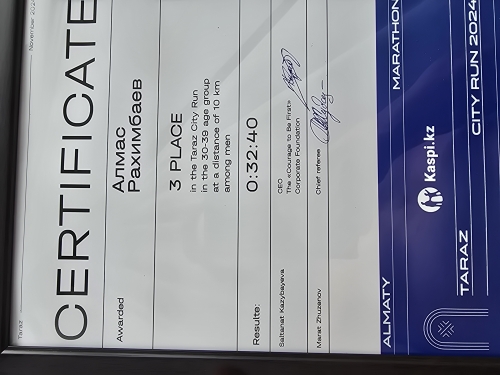 Taraz
November 2024
CERTIFICATE
Awarded
Алмас
Рахимбаев
3 PLACE
in the Taraz City Run
in the 30-39 age group
at a distance of 10 km
among men
Resulte:
0:32:40
Saltanat Kazybayeva
CEO
The «Courage to Be First»
Corporate Foundation
Marat Zhuzenov
Chief referee
ALMATY
MARATHON
Kaspi.kz
TARAZ
CITY RUN 2024